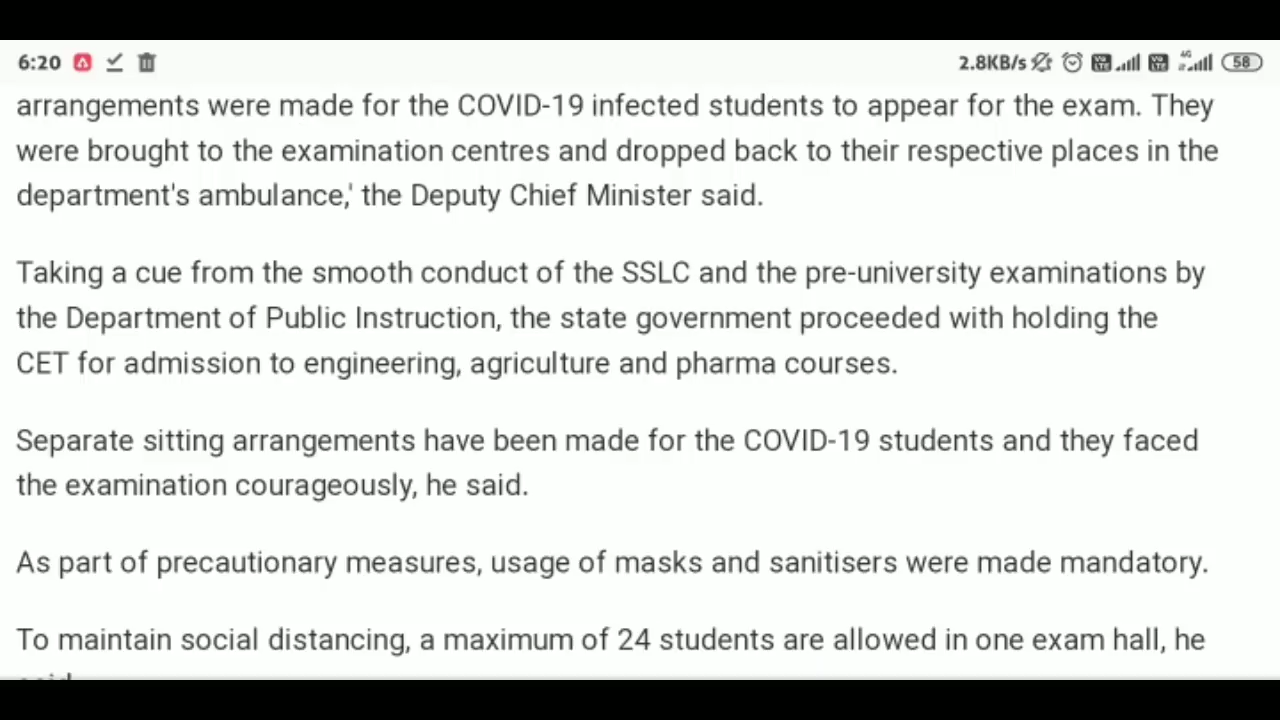 6:20 2.8KB/s 4G 58
arrangements were made for the COVID-19 infected students to appear for the exam. They
were brought to the examination centres and dropped back to their respective places in the
department's ambulance,' the Deputy Chief Minister said.
Taking a cue from the smooth conduct of the SSLC and the pre-university examinations by
the Department of Public Instruction, the state government proceeded with holding the
CET for admission to engineering, agriculture and pharma courses.
Separate sitting arrangements have been made for the COVID-19 students and they faced
the examination courageously, he said.
As part of precautionary measures, usage of masks and sanitisers were made mandatory.
To maintain social distancing, a maximum of 24 students are allowed in one exam hall, he